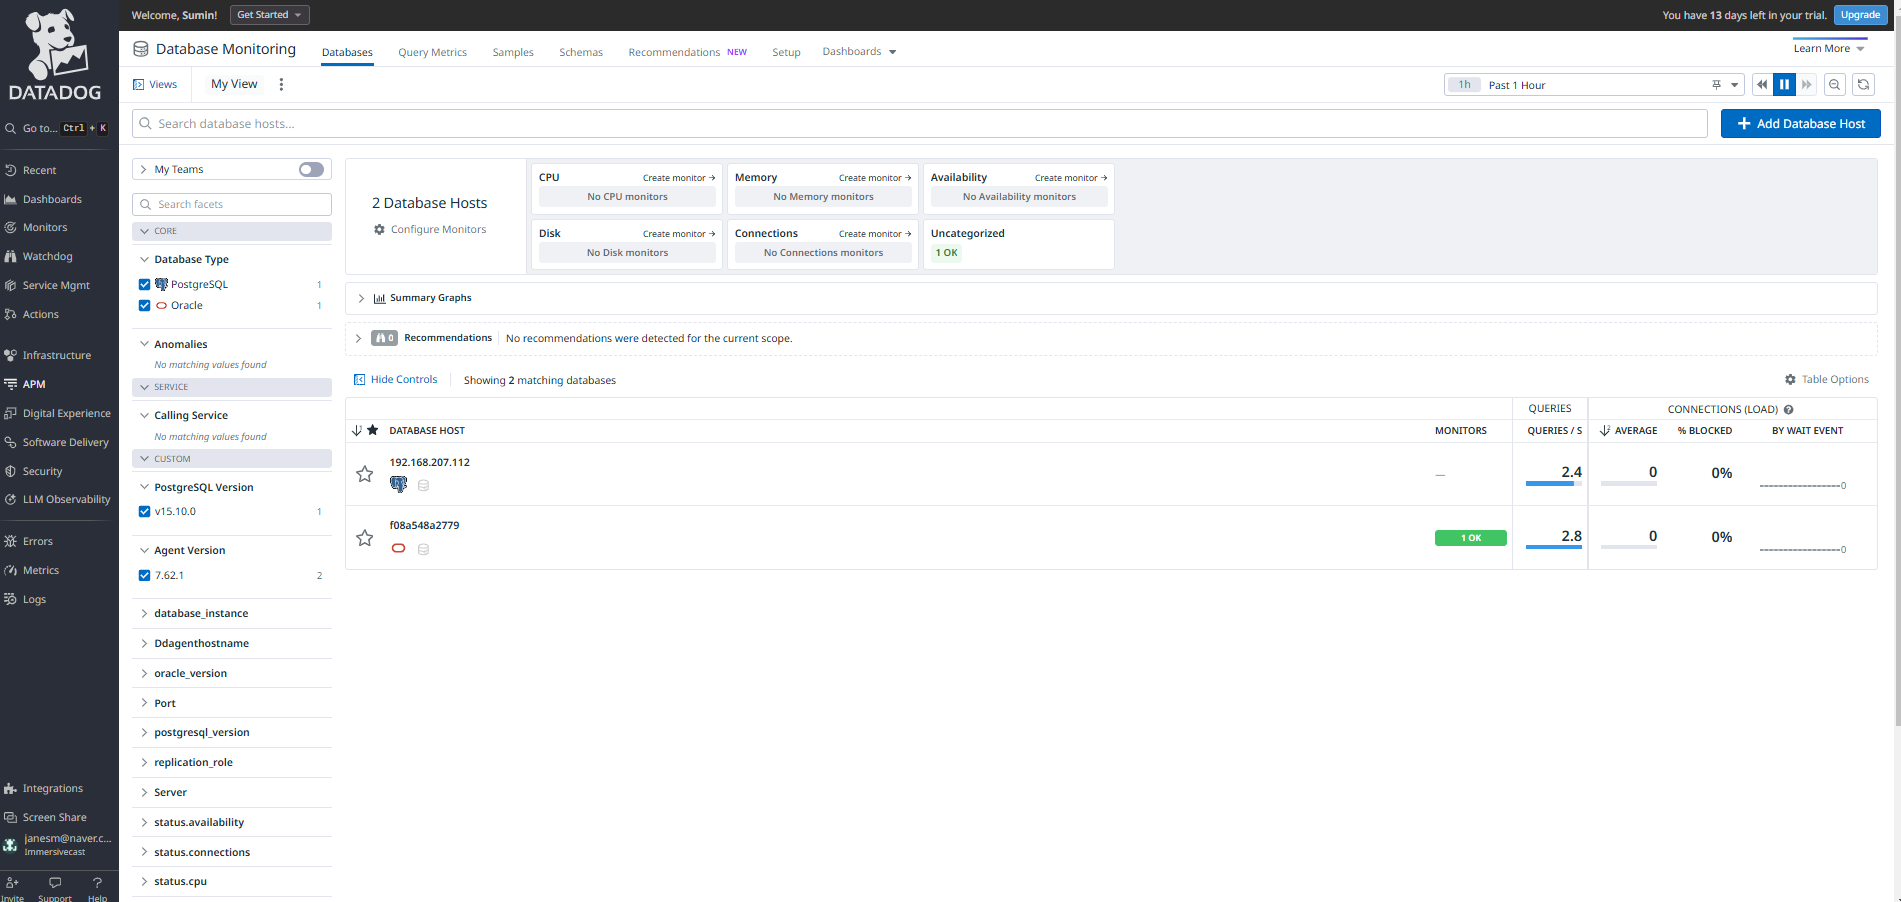 Welcome, Sumin!
Get Started
You have 13 days left in your trial.
Upgrade
DATADOG
Go to... Ctrl + K
Recent
Dashboards
Monitors
Watchdog
Service Mgmt
Actions
Infrastructure
APM
Digital Experience
Software Delivery
Security
LLM Observability
Errors
Metrics
Logs
Integrations
Screen Share
janesm@naver.c...
Immersivecast
Invite Support Help
Database Monitoring
Databases
Query Metrics
Samples
Schemas
Recommendations NEW
Setup
Dashboards
Learn More
Views
My View
1h Past 1 Hour
Search database hosts...
+ Add Database Host
My Teams
Search facets
CORE
Database Type
PostgreSQL 1
Oracle 1
Anomalies
No matching values found
SERVICE
Calling Service
No matching values found
CUSTOM
PostgreSQL Version
v15.10.0 1
Agent Version
7.62.1 2
database_instance
Ddagenthostname
oracle_version
Port
postgresql_version
replication_role
Server
status.availability
status.connections
status.cpu
2 Database Hosts
Configure Monitors
CPU Create monitor →
No CPU monitors
Memory Create monitor →
No Memory monitors
Availability Create monitor →
No Availability monitors
Disk Create monitor →
No Disk monitors
Connections Create monitor →
No Connections monitors
Uncategorized
1 OK
Summary Graphs
0 Recommendations No recommendations were detected for the current scope.
Hide Controls Showing 2 matching databases
Table Options
QUERIES CONNECTIONS (LOAD)
DATABASE HOST MONITORS QUERIES / S AVERAGE % BLOCKED BY WAIT EVENT
192.168.207.112
— 2.4 0 0% 0
f08a548a2779
1 OK 2.8 0 0% 0